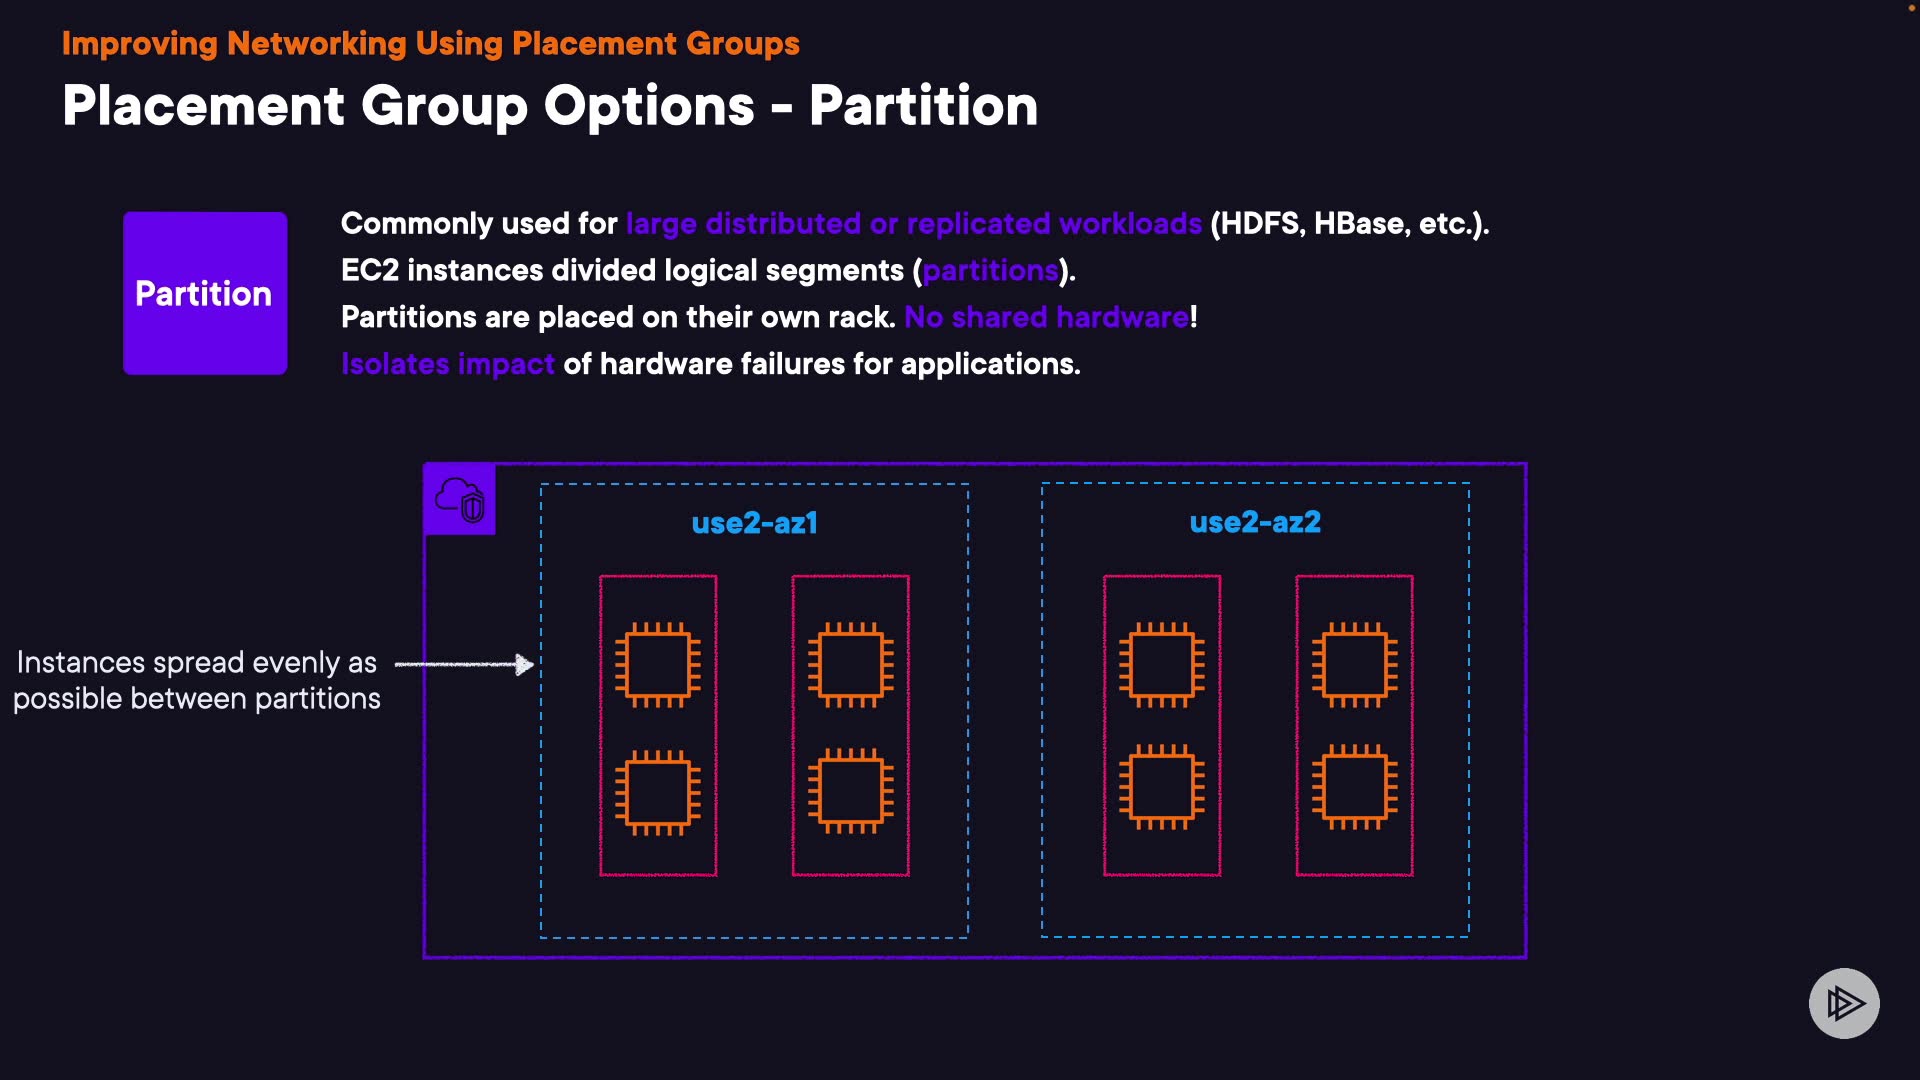 Improving Networking Using Placement Groups
Placement Group Options - Partition
Partition
Commonly used for large distributed or replicated workloads (HDFS, HBase, etc.).
EC2 instances divided logical segments (partitions).
Partitions are placed on their own rack. No shared hardware!
Isolates impact of hardware failures for applications.
use2-az1
use2-az2
Instances spread evenly as
possible between partitions